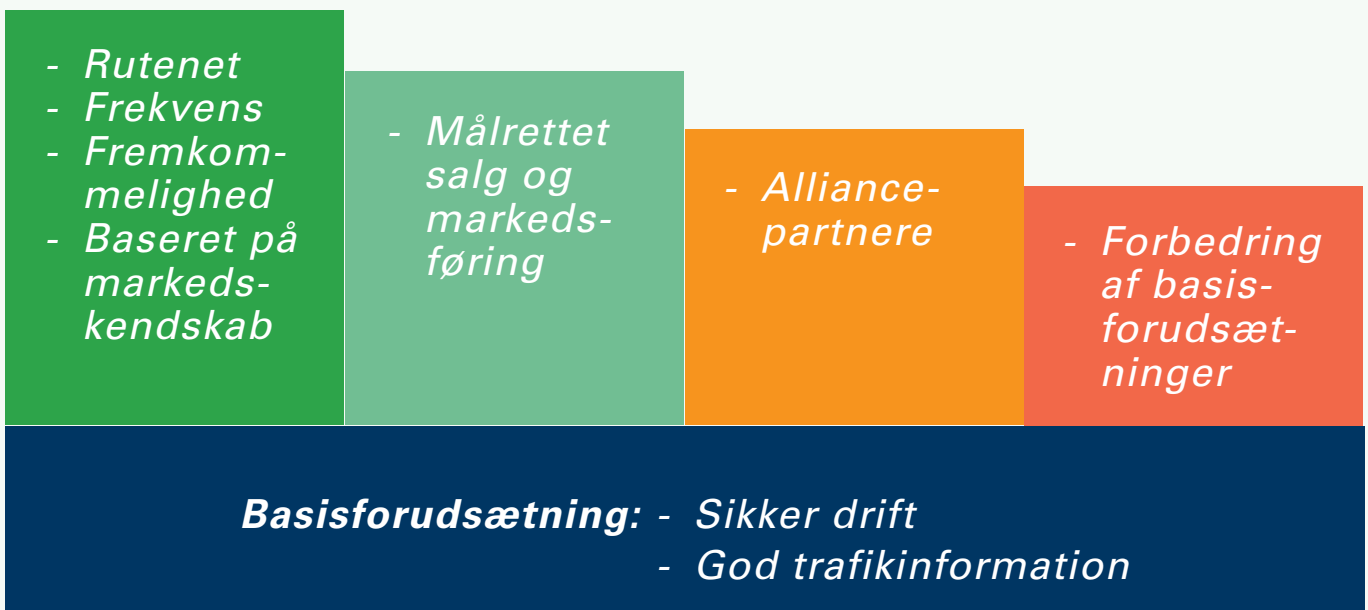 - Rutenet
- Frekvens
- Fremkom-
melighed
- Baseret på
markeds-
kendskab
- Målrettet
salg og
markeds-
føring
- Alliance-
partnere
- Forbedring
af basis-
forudsæt-
ninger
Basisforudsætning: - Sikker drift
- God trafikinformation